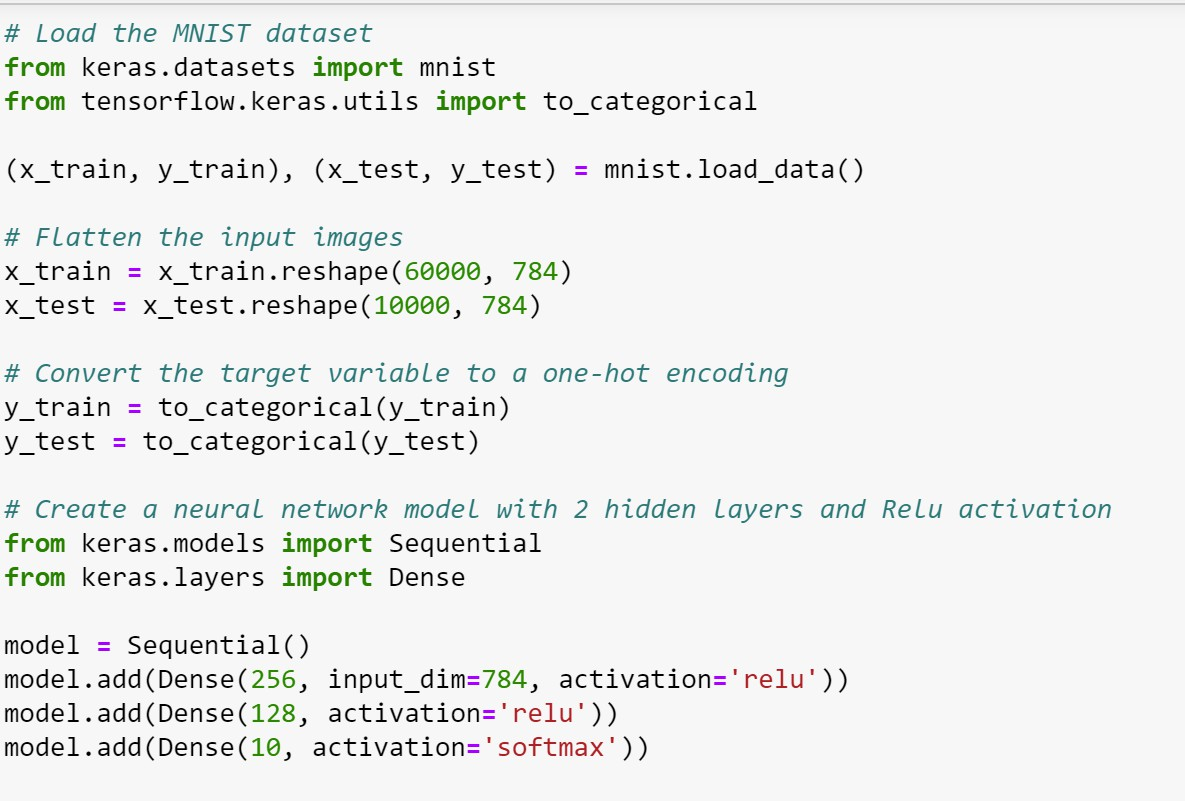 # Load the MNIST dataset
from keras.datasets import mnist
from tensorflow.keras.utils import to_categorical
(x_train, y_train), (x_test, y_test) = mnist.load_data()
# Flatten the input images
x_train = x_train.reshape(60000, 784)
x_test = x_test.reshape(10000, 784)
# Convert the target variable to a one-hot encoding
y_train = to_categorical(y_train)
y_test = to_categorical(y_test)
# Create a neural network model with 2 hidden layers and Relu activation
from keras.models import Sequential
from keras.layers import Dense
model = Sequential()
model.add(Dense(256, input_dim=784, activation='relu'))
model.add(Dense(128, activation='relu'))
model.add(Dense(10, activation='softmax'))